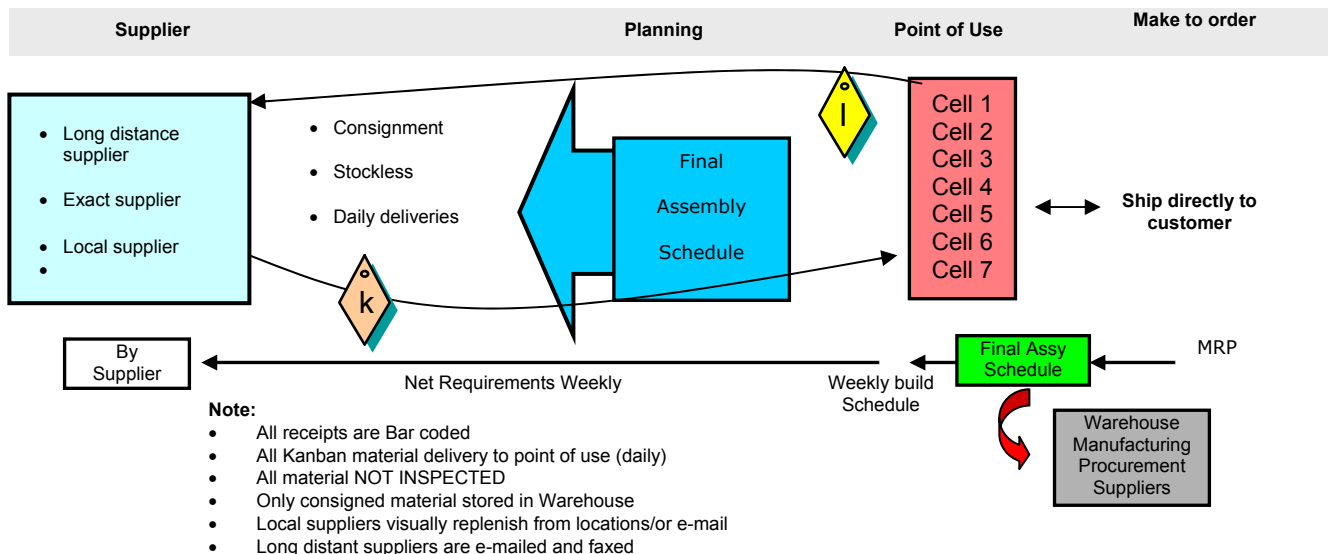 Supplier
Planning
Point of Use
Make to order
• Long distance
supplier
• Exact supplier
• Local supplier
•
• Consignment
• Stockless
• Daily deliveries
Final
Assembly
Schedule
l
k
Cell 1
Cell 2
Cell 3
Cell 4
Cell 5
Cell 6
Cell 7
Ship directly to
customer
By
Supplier
Net Requirements Weekly
Weekly build
Schedule
Final Assy
Schedule
MRP
Warehouse
Manufacturing
Procurement
Suppliers
Note:
• All receipts are Bar coded
• All Kanban material delivery to point of use (daily)
• All material NOT INSPECTED
• Only consigned material stored in Warehouse
• Local suppliers visually replenish from locations/or e-mail
• Long distant suppliers are e-mailed and faxed